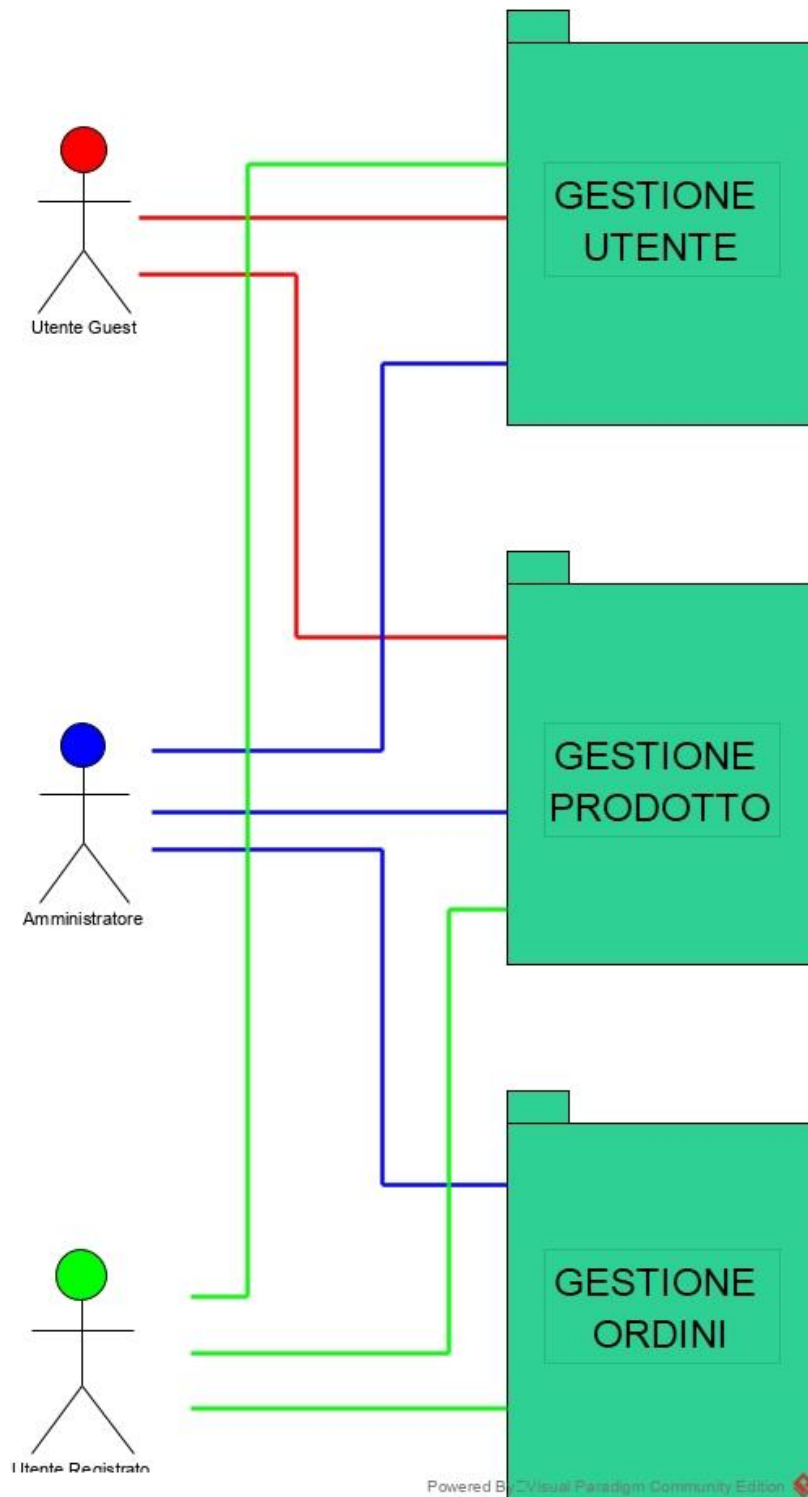 Utente Guest
GESTIONE
UTENTE
Amministratore
GESTIONE
PRODOTTO
Utente Registrato
GESTIONE
ORDINI
Powered By Visual Paradigm Community Edition